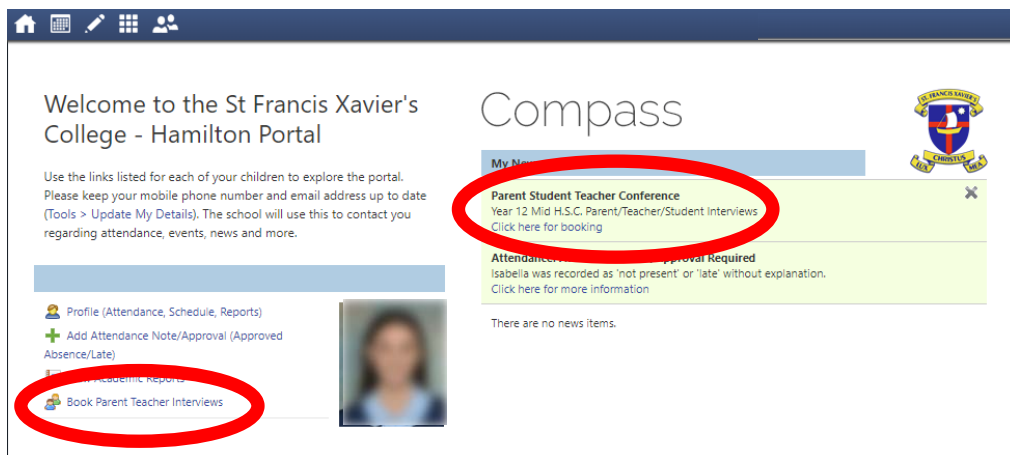 Welcome to the St Francis Xavier's
College - Hamilton Portal
Use the links listed for each of your children to explore the portal.
Please keep your mobile phone number and email address up to date
(Tools > Update My Details). The school will use this to contact you
regarding attendance, events, news and more.
Profile (Attendance, Schedule, Reports)
Add Attendance Note/Approval (Approved
Absence/Late)
Academic Reports
Book Parent Teacher Interviews
Compass
ST. FRANCIS XAVIER'S
LUX CHRISTUS MEA
My
Parent Student Teacher Conference
Year 12 Mid H.S.C. Parent/Teacher/Student Interviews
Click here for booking
Approval Required
Isabella was recorded as 'not present' or 'late' without explanation.
Click here for more information
There are no news items.